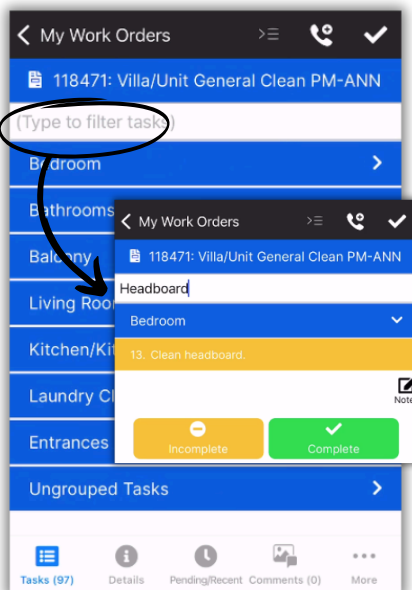 My Work Orders
118471: Villa/Unit General Clean PM-ANN
(Type to filter tasks)
Bedroom
Bathrooms
Balcony
Living Roo
Kitchen/Kit
Laundry Cl
Entrances
Ungrouped Tasks
My Work Orders
118471: Villa/Unit General Clean PM-ANN
Headboard
Bedroom
13. Clean headboard.
Note
Incomplete
Complete
Tasks (97)
Details
Pending/Recent
Comments (0)
More